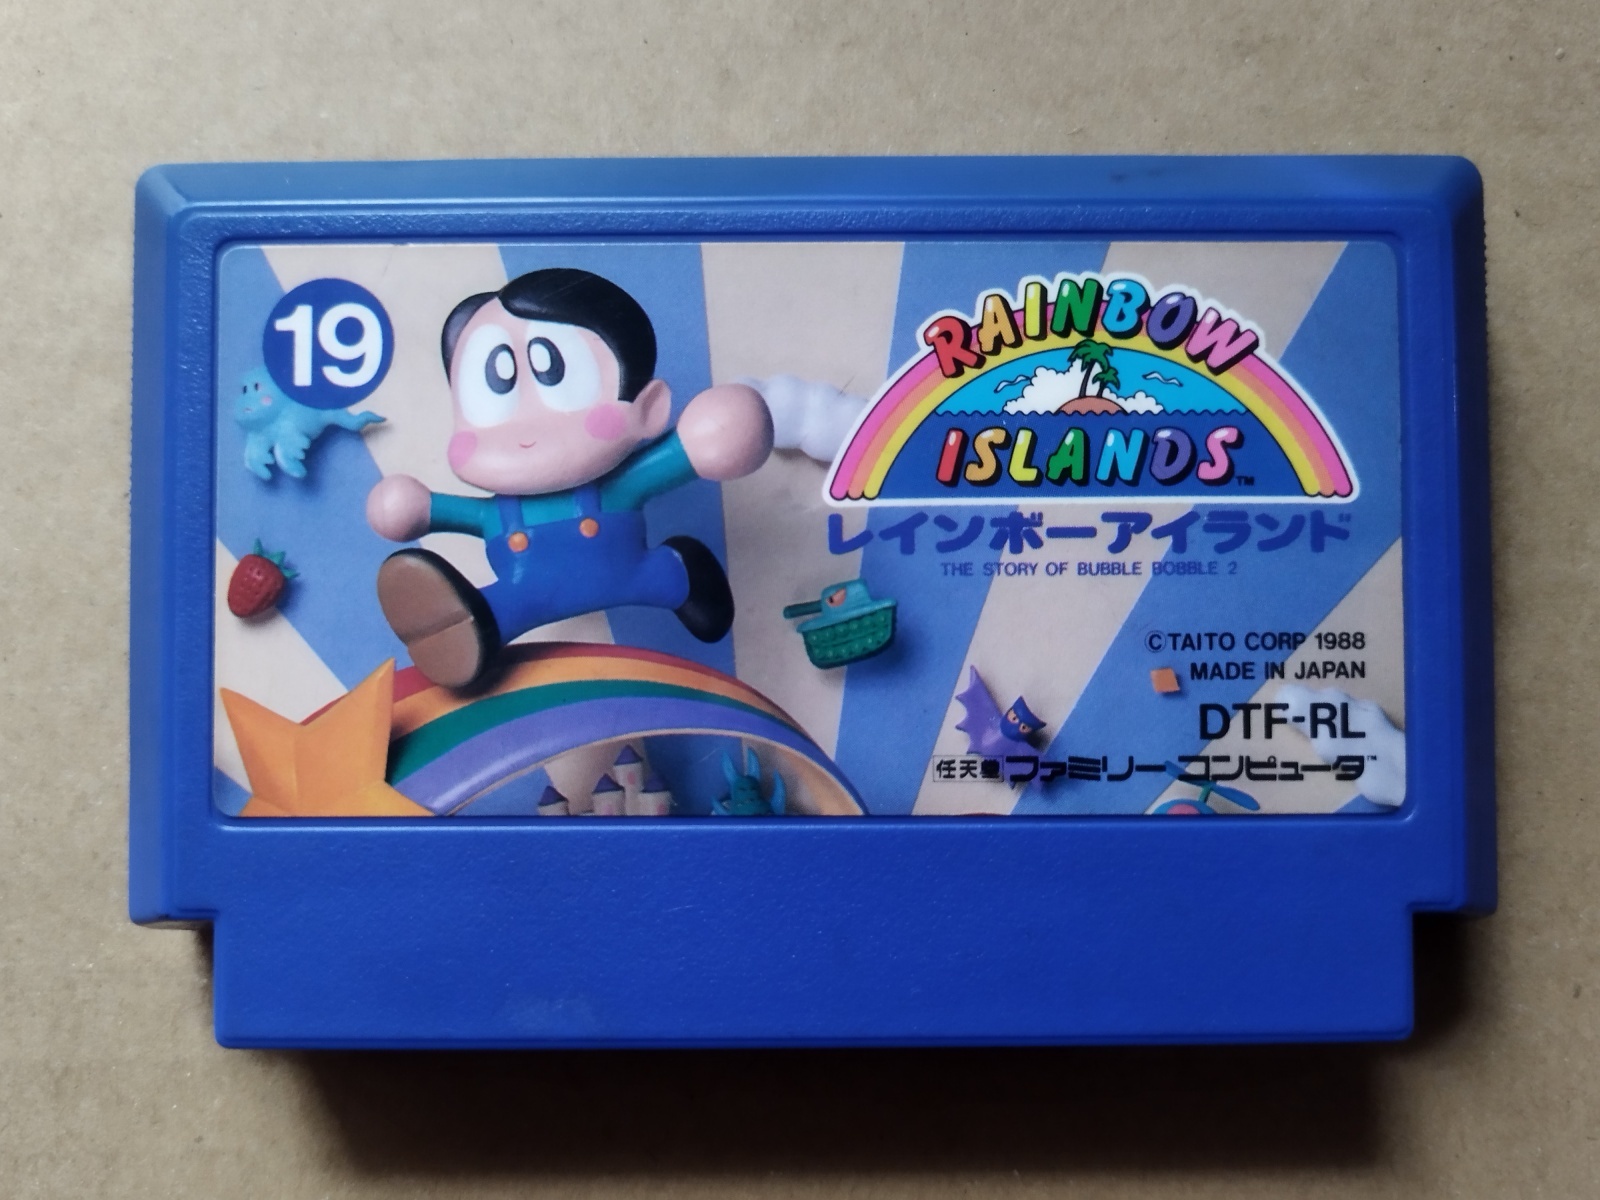 19
RAINBOW
ISLANDS™
レインボーアイランド
THE STORY OF BUBBLE BOBBLE 2
©TAITO CORP 1988
MADE IN JAPAN
DTF-RL
任天堂 ファミリーコンピュータ™